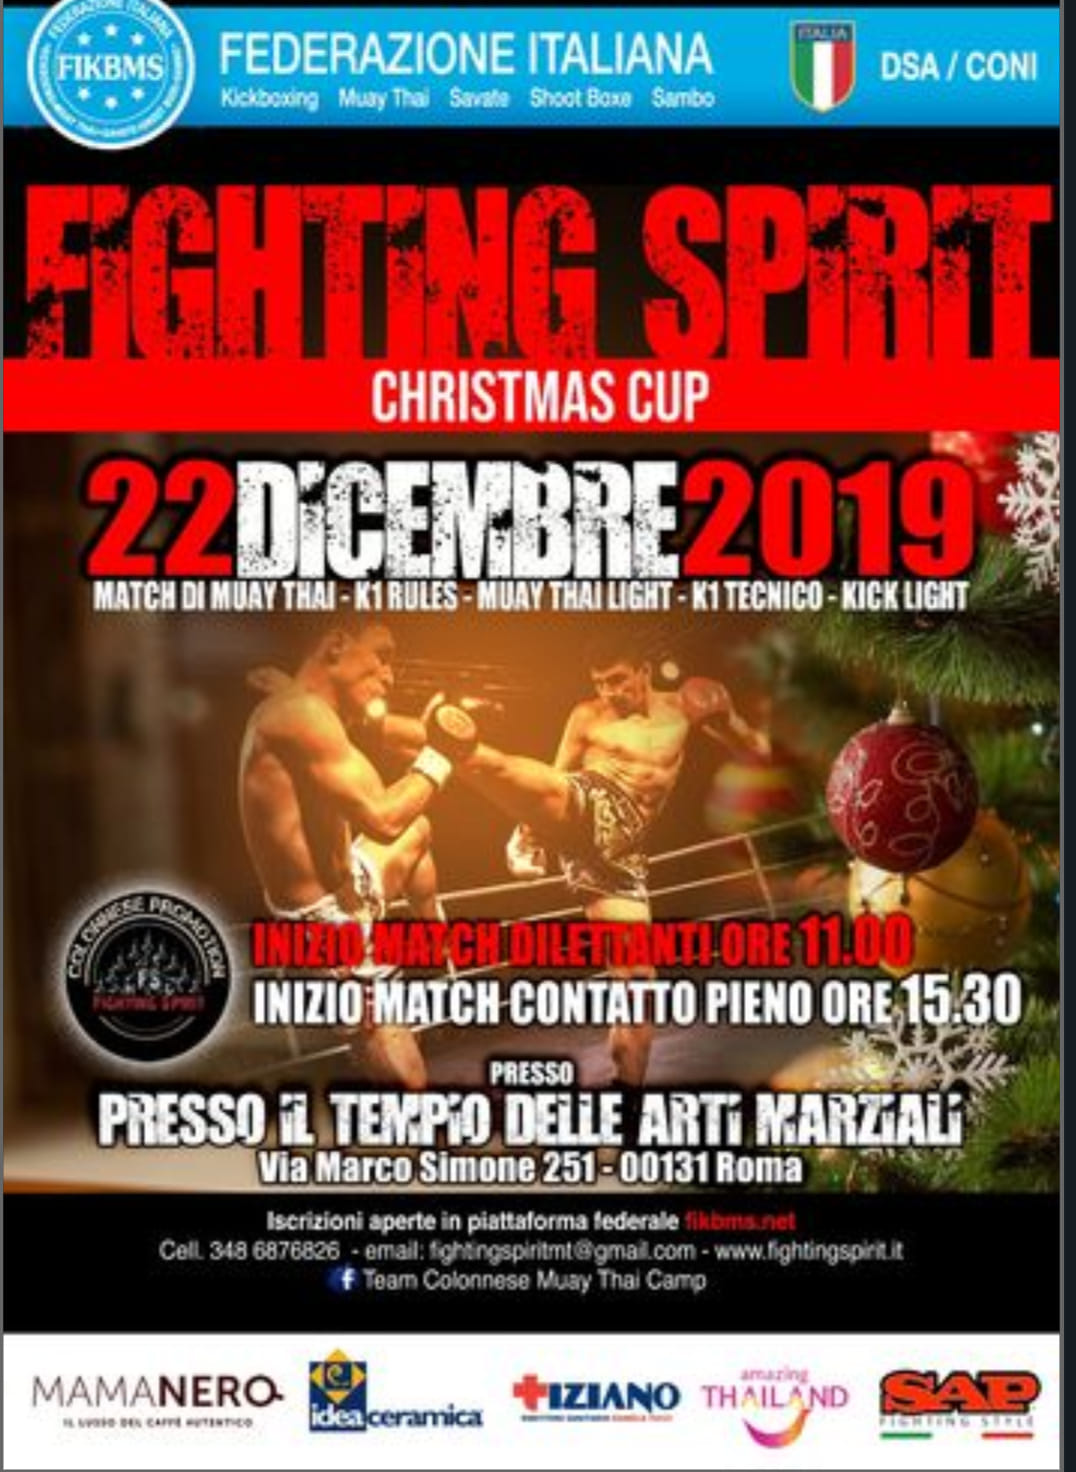 FEDERAZIONE ITALIANA
FIKBMS
FEDERAZIONE ITALIANA
Kickboxing Muay Thai Savate Shoot Boxe Sambo
ITALIA
DSA / CONI
FIGHTING SPIRIT
CHRISTMAS CUP
22DICEMBRE2019
MATCH DI MUAY THAI - K1 RULES - MUAY THAI LIGHT - K1 TECNICO - KICK LIGHT
COLONNESE PROMOTION
FIGHTING SPIRIT
INIZIO MATCH DILETTANTI ORE 11.00
INIZIO MATCH CONTATTO PIENO ORE 15.30
PRESSO
PRESSO IL TEMPIO DELLE ARTI MARZIALI
Via Marco Simone 251 - 00131 Roma
Iscrizioni aperte in piattaforma federale fikbms.net
Cell. 348 6876826 - email: fightingspiritmt@gmail.com - www.fightingspirit.it
f Team Colonnese Muay Thai Camp
MAMANERO
IL LUSSO DEL CAFFÈ AUTENTICO
ideaceramica
TIZIANO
amazing
THAILAND
SAP
FIGHTING STYLE